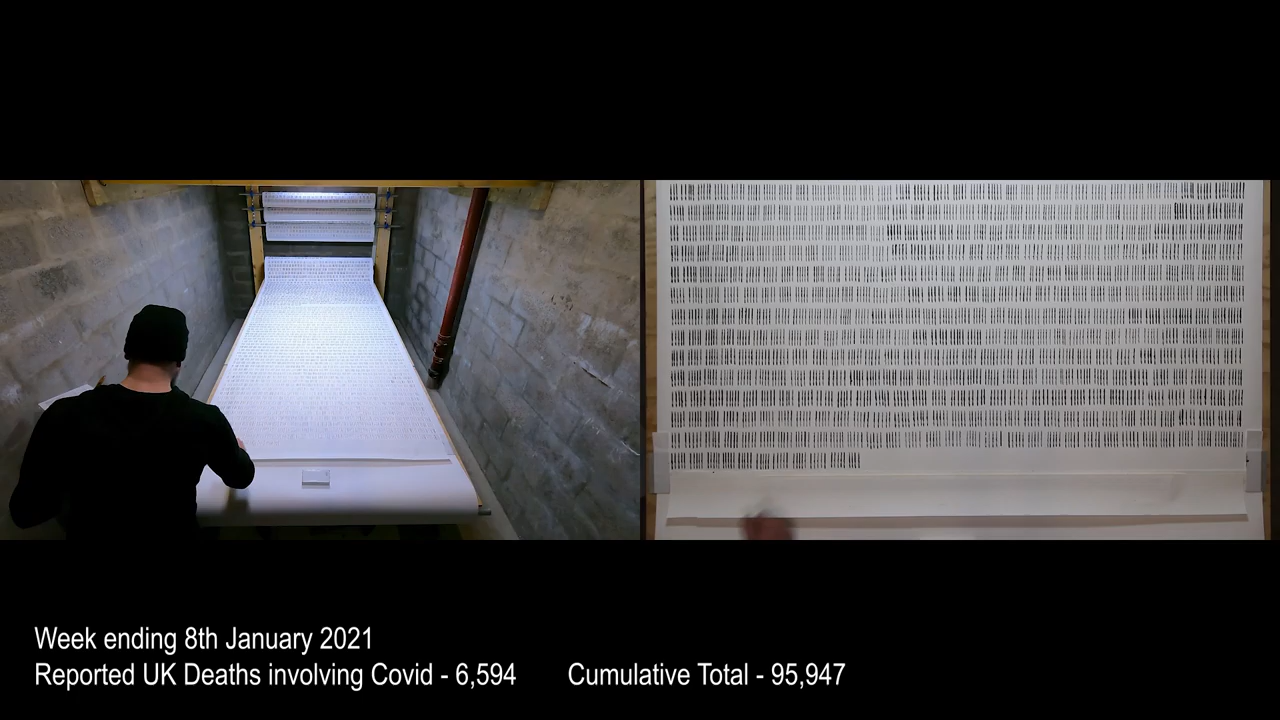 Week ending 8th January 2021
Reported UK Deaths involving Covid - 6,594 Cumulative Total - 95,947